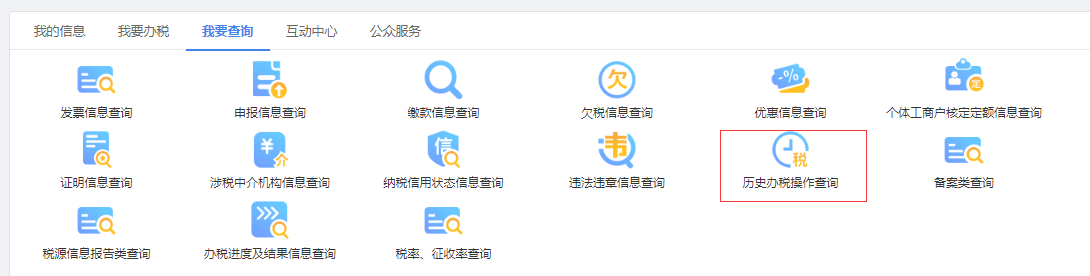 我的信息 我要办税 我要查询 互动中心 公众服务
欠 -% 定
发票信息查询 申报信息查询 缴款信息查询 欠税信息查询 优惠信息查询 个体工商户核定定额信息查询
¥ 介 信 韦 税
证明信息查询 涉税中介机构信息查询 纳税信用状态信息查询 违法违章信息查询 历史办税操作查询 备案类查询
税源信息报告类查询 办税进度及结果信息查询 税率、征收率查询